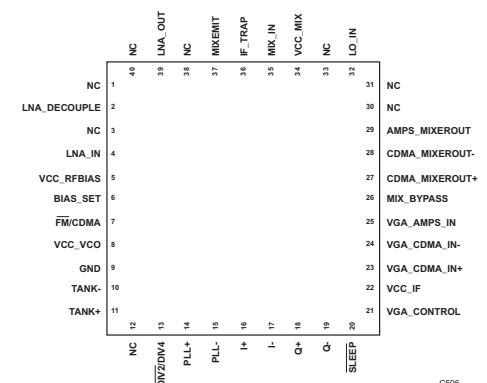 40 NC
39 LNA_OUT
38 NC
37 MIXEMIT
36 IF_TRAP
35 MIX_IN
34 VCC_MIX
33 NC
32 LO_IN
NC 1
LNA_DECOUPLE 2
NC 3
LNA_IN 4
VCC_RFBIAS 5
BIAS_SET 6
FM/CDMA 7
VCC_VCO 8
GND 9
TANK- 10
TANK+ 11
31 NC
30 NC
29 AMPS_MIXEROUT
28 CDMA_MIXEROUT-
27 CDMA_MIXEROUT+
26 MIX_BYPASS
25 VGA_AMPS_IN
24 VGA_CDMA_IN-
23 VGA_CDMA_IN+
22 VCC_IF
21 VGA_CONTROL
12 NC
13 DIV2/DIV4
14 PLL+
15 PLL-
16 I+
17 I-
18 Q+
19 Q-
20 SLEEP